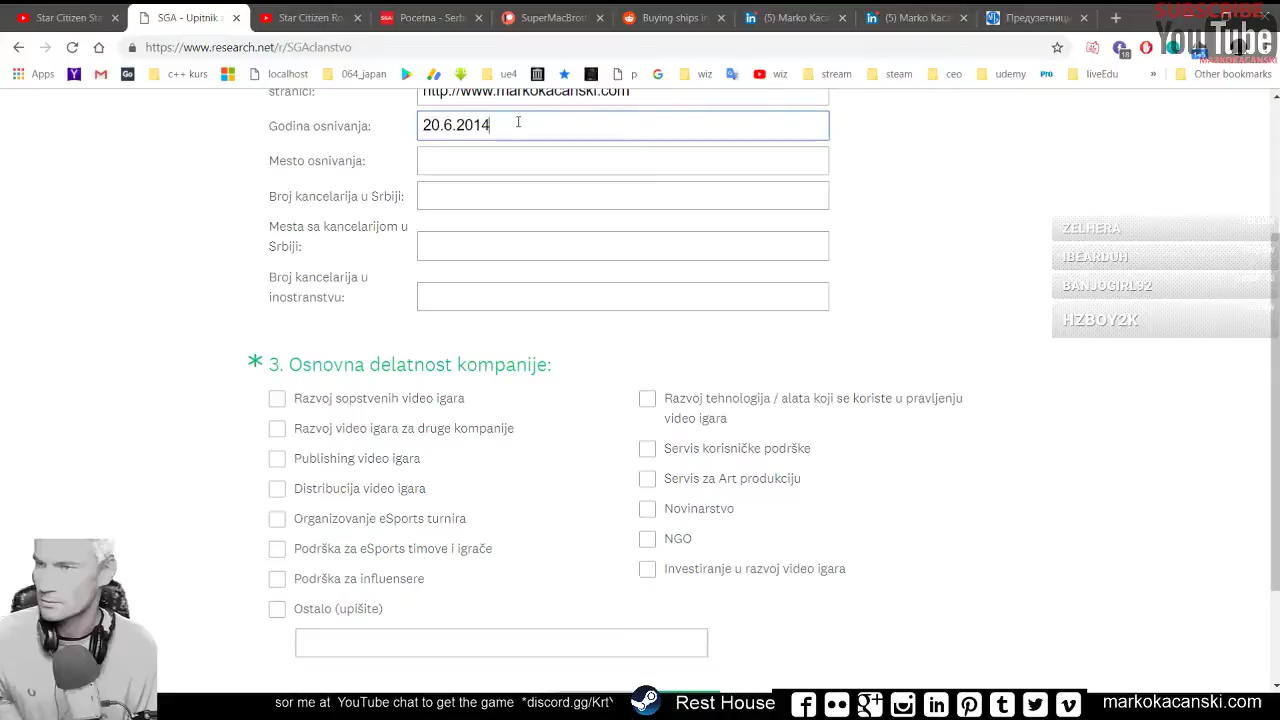 Star Citizen Sta
SGA - Upitnik z
Star Citizen Ro
Pocetna - Serb
SuperMacBrot
Buying ships in
(5) Marko Kac
(5) Marko Kac
Предузетниц
SUBSCRIBE
YouTube
https://www.research.net/r/SGAclanstvo
18
Apps
c++ kurs
localhost
064_japan
ue4
p
wiz
wiz
stream
steam
ceo
udemy
Pro
liveEdu
»
Other bookmarks
stranici:
http://www.markokacanski.com
Godina osnivanja:
20.6.2014
Mesto osnivanja:
Broj kancelarija u Srbiji:
Mesta sa kancelarijom u
Srbiji:
Broj kancelarija u
inostranstvu:
ZELHERA
IBEARDUH
BANJOGIRL92
HZBOY2K
* 3. Osnovna delatnost kompanije:
Razvoj sopstvenih video igara
Razvoj video igara za druge kompanije
Publishing video igara
Distribucija video igara
Organizovanje eSports turnira
Podrška za eSports timove i igrače
Podrška za influensere
Ostalo (upišite)
Razvoj tehnologija / alata koji se koriste u pravljenju
video igara
Servis korisničke podrške
Servis za Art produkciju
Novinarstvo
NGO
Investiranje u razvoj video igara
sor me at YouTube chat to get the game *discord.gg/Krt
Rest House
markokacanski.com